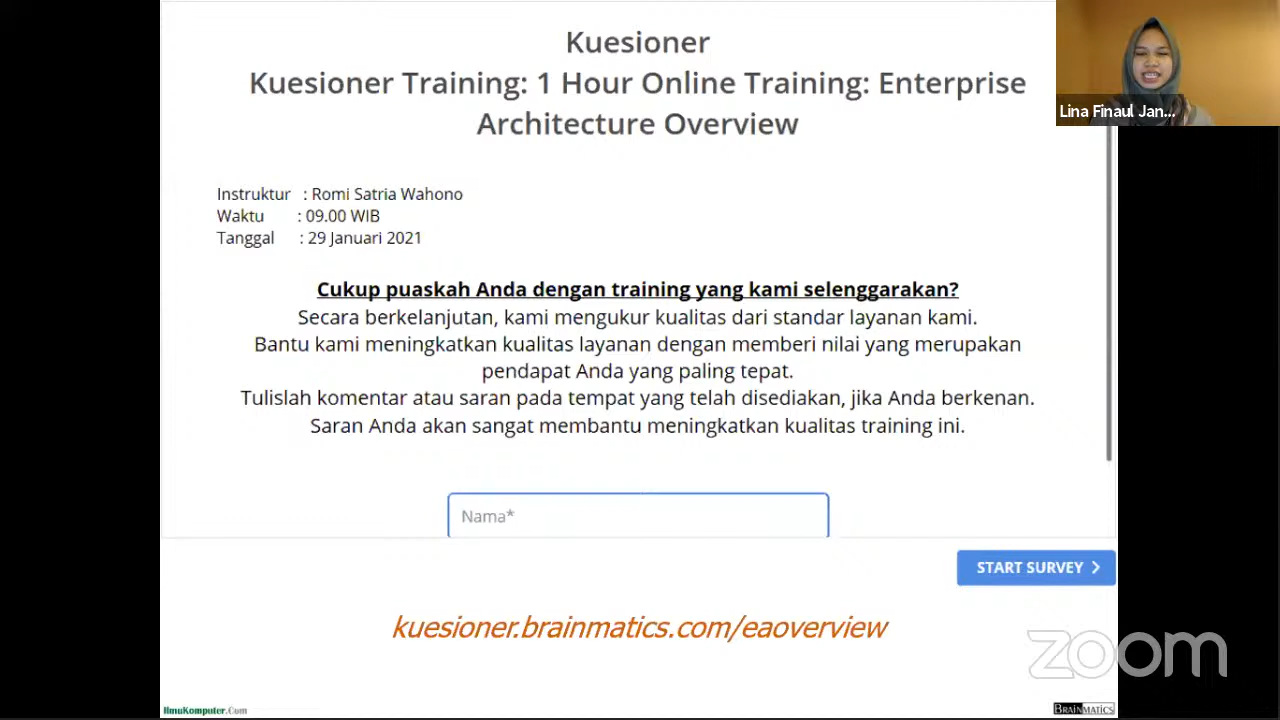 Kuesioner
Kuesioner Training: 1 Hour Online Training: Enterprise
Architecture Overview
Lina Finaul Jan...
Instruktur : Romi Satria Wahono
Waktu : 09.00 WIB
Tanggal : 29 Januari 2021
Cukup puaskah Anda dengan training yang kami selenggarakan?
Secara berkelanjutan, kami mengukur kualitas dari standar layanan kami.
Bantu kami meningkatkan kualitas layanan dengan memberi nilai yang merupakan
pendapat Anda yang paling tepat.
Tulislah komentar atau saran pada tempat yang telah disediakan, jika Anda berkenan.
Saran Anda akan sangat membantu meningkatkan kualitas training ini.
Nama*
START SURVEY
kuesioner.brainmatics.com/eaoverview
zoom
IlmuKomputer.Com
BRAINMATICS